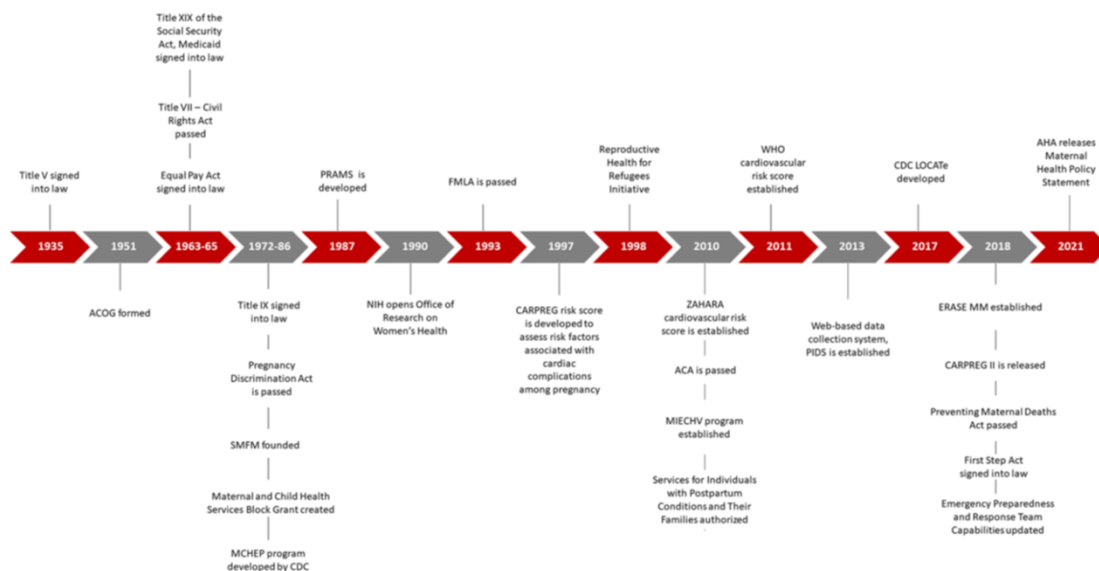 Title XIX of the
Social Security
Act, Medicaid
signed into law
Title VII – Civil
Rights Act
passed
Title V signed
into law
Equal Pay Act
signed into law
PRAMS is
developed
FMLA is passed
Reproductive
Health for
Refugees
Initiative
WHO
cardiovascular
risk score
established
CDC LOCATe
developed
AHA releases
Maternal
Health Policy
Statement
1935
1951
1963-65
1972-86
1987
1990
1993
1997
1998
2010
2011
2013
2017
2018
2021
ACOG formed
Title IX signed
into law
Pregnancy
Discrimination Act
is passed
SMFM founded
Maternal and Child Health
Services Block Grant created
MCHEP program
developed by CDC
NIH opens Office of
Research on
Women's Health
CARPREG risk score
is developed to
assess risk factors
associated with
cardiac
complications
among pregnancy
ZAHARA
cardiovascular risk
score is established
ACA is passed
MIECHV program
established
Services for Individuals
with Postpartum
Conditions and Their
Families authorized
Web-based data
collection system,
PIDS is established
ERASE MM established
CARPREG II is released
Preventing Maternal Deaths
Act passed
First Step Act
signed into law
Emergency Preparedness
and Response Team
Capabilities updated